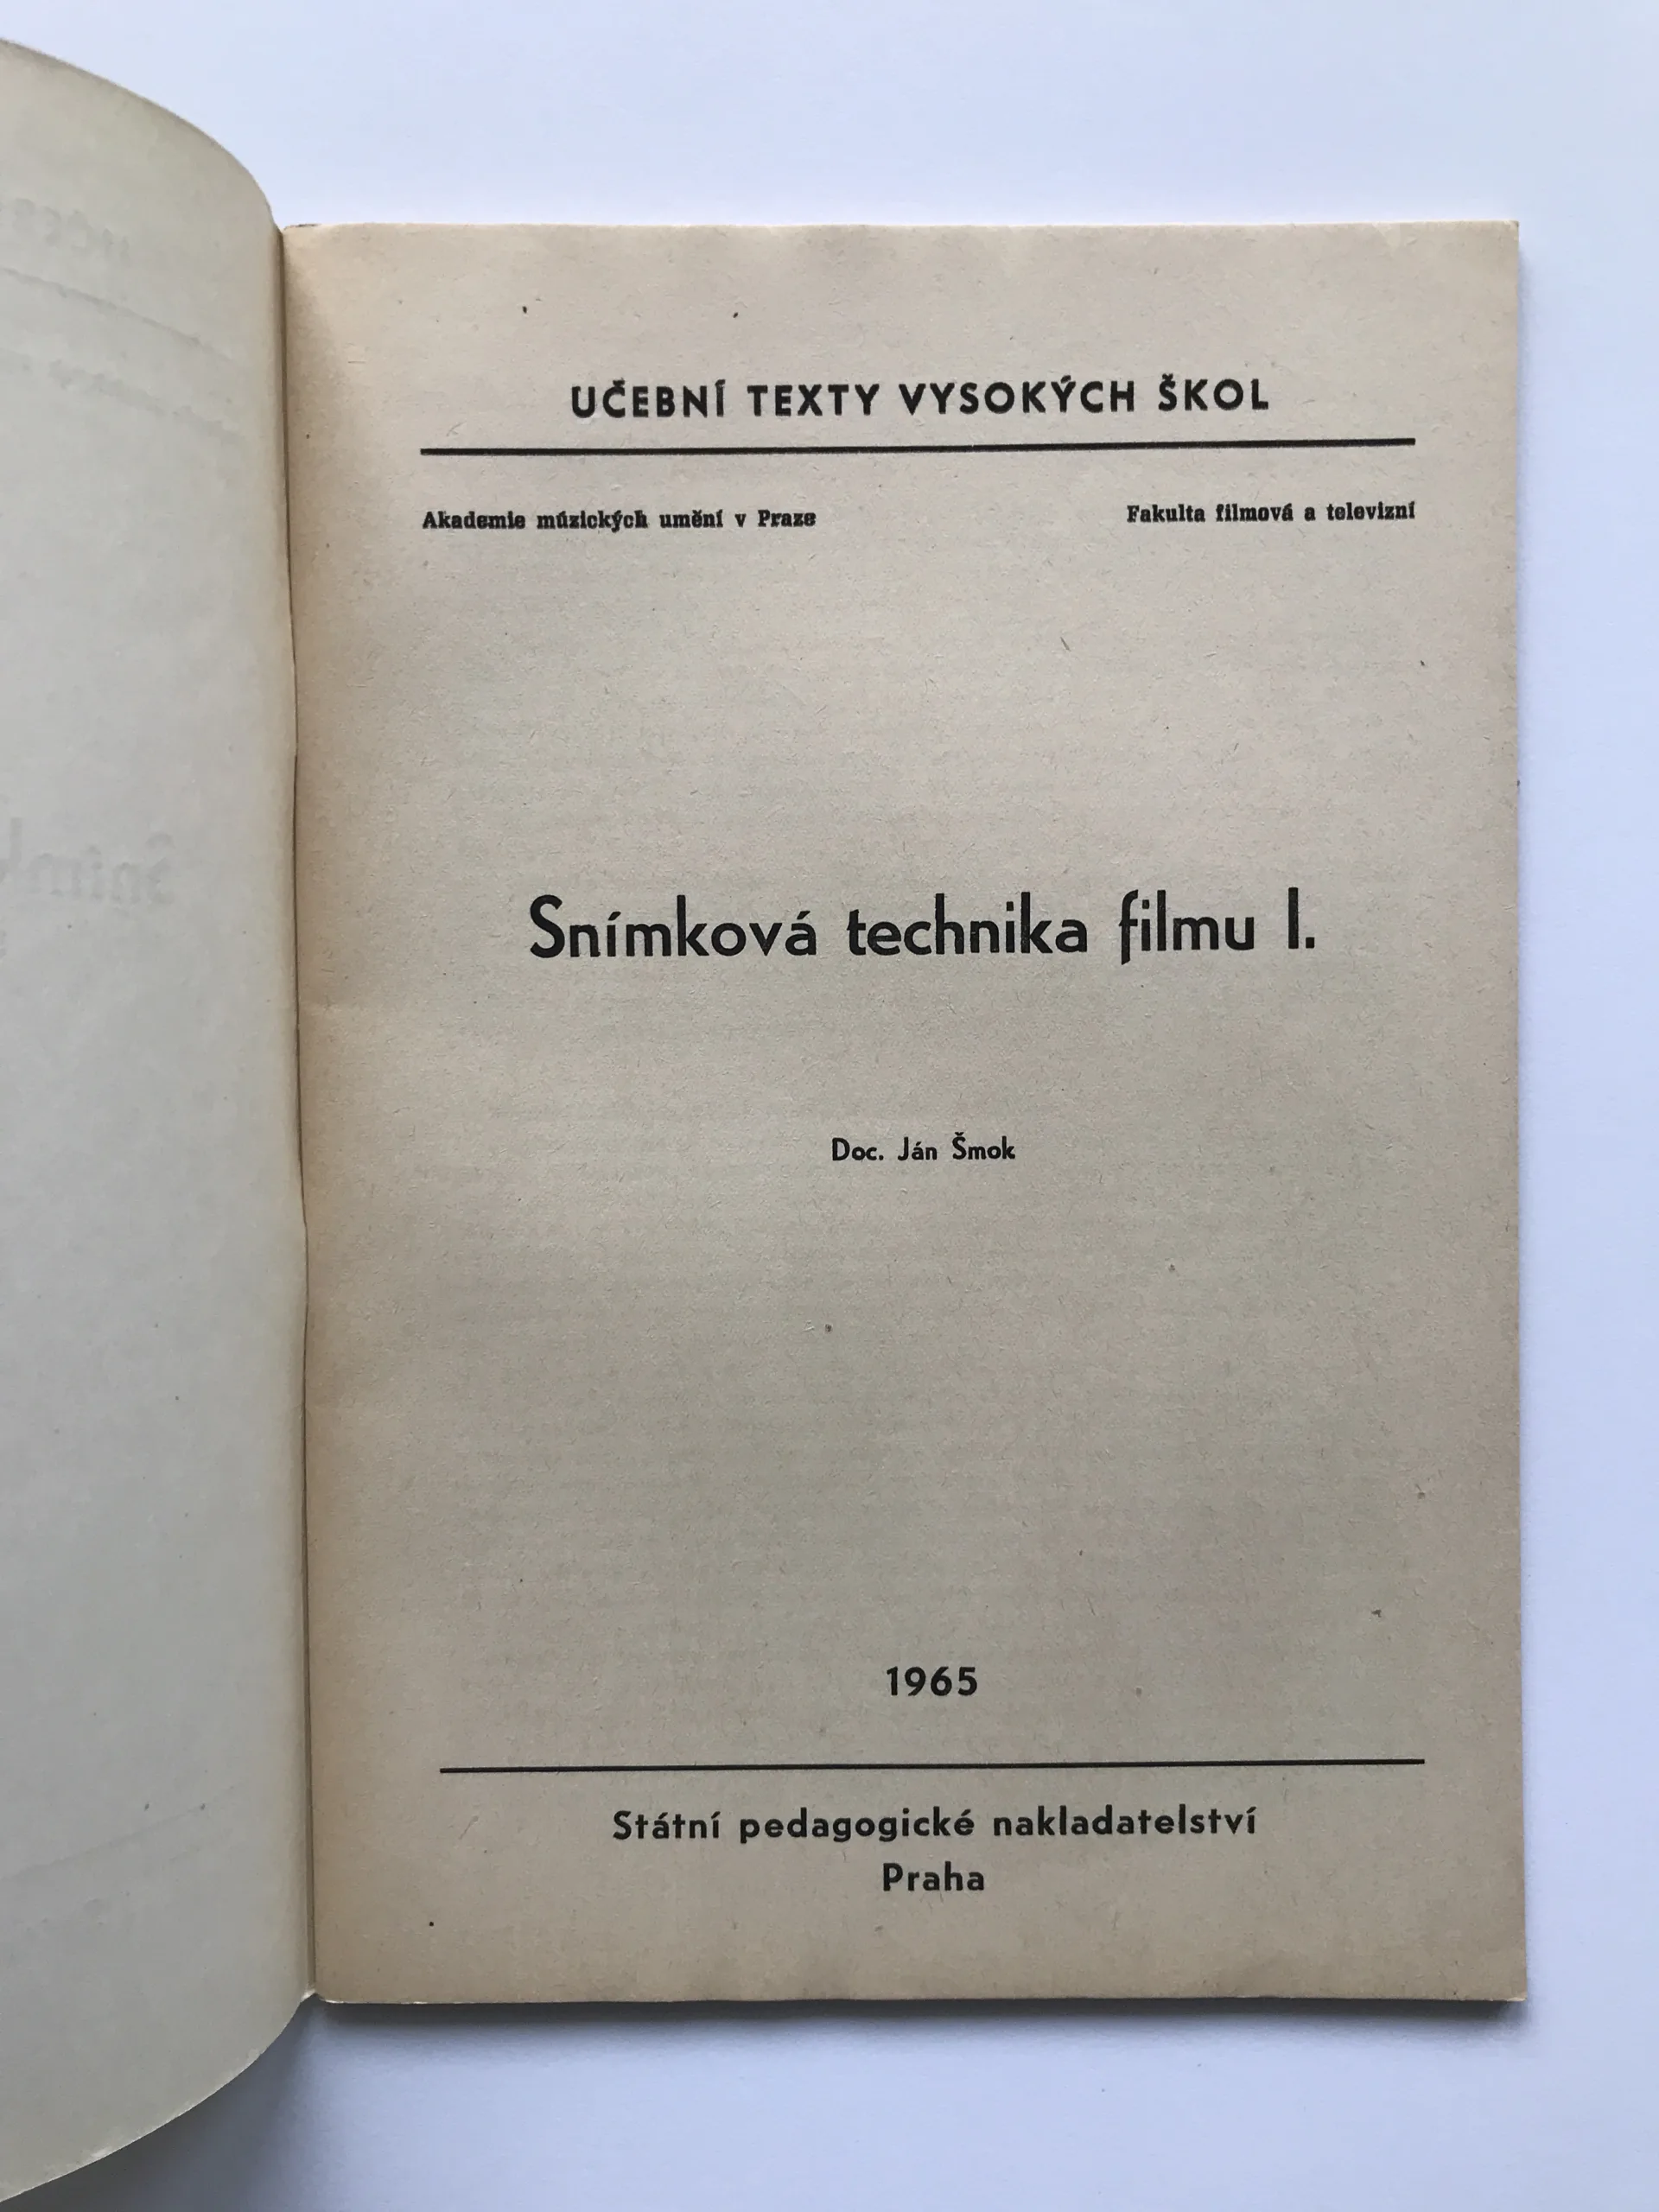 UČEBNÍ TEXTY VYSOKÝCH ŠKOL
Akademie múzických umění v Praze
Fakulta filmová a televizní
Snímková technika filmu I.
Doc. Ján Šmok
1965
Státní pedagogické nakladatelství
Praha